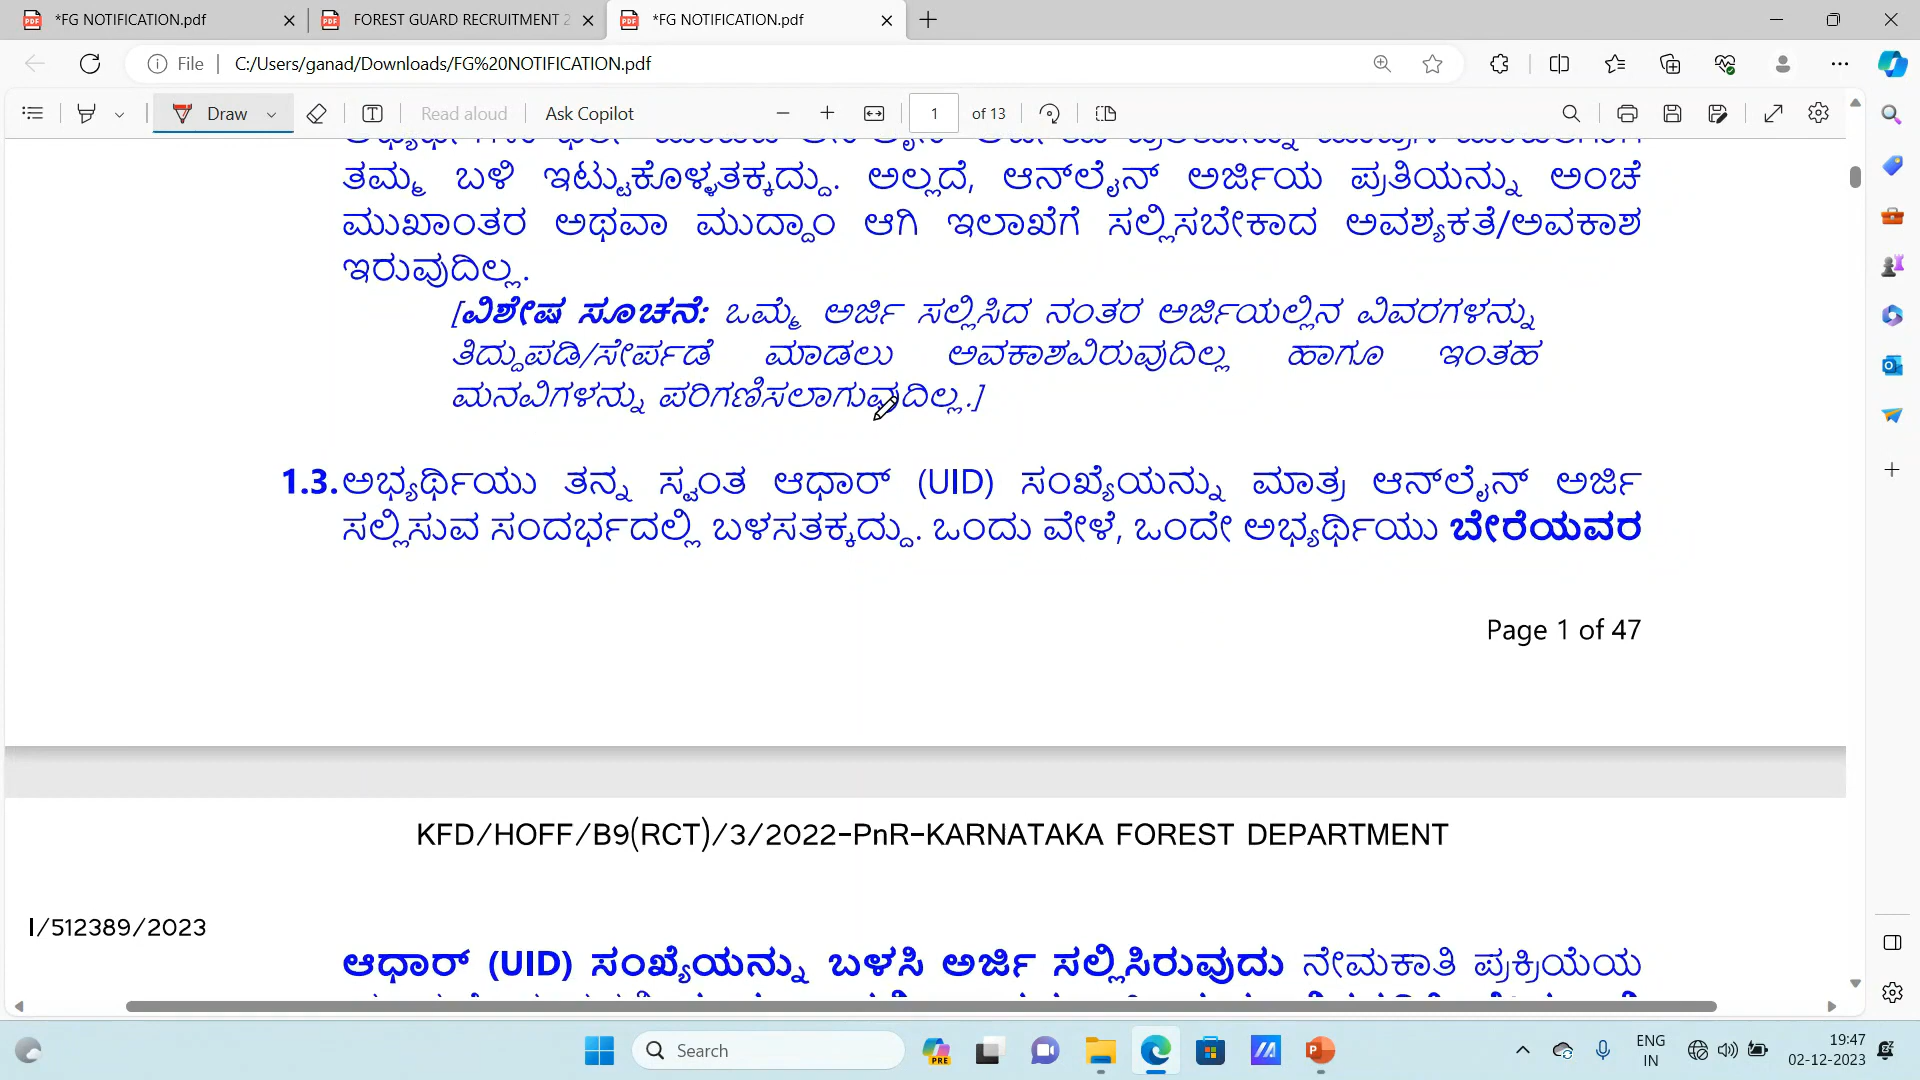 *FG NOTIFICATION.pdf
FOREST GUARD RECRUITMENT 2
*FG NOTIFICATION.pdf
File
C:/Users/ganad/Downloads/FG%20NOTIFICATION.pdf
Draw
Read aloud
Ask Copilot
1 of 13
ತಮ್ಮ ಬಳಿ ಇಟ್ಟುಕೊಳ್ಳತಕ್ಕದ್ದು. ಅಲ್ಲದೆ, ಆನ್‌ಲೈನ್ ಅರ್ಜಿಯ ಪ್ರತಿಯನ್ನು ಅಂಚೆ
ಮುಖಾಂತರ ಅಥವಾ ಮುದ್ದಾಂ ಆಗಿ ಇಲಾಖೆಗೆ ಸಲ್ಲಿಸಬೇಕಾದ ಅವಶ್ಯಕತೆ/ಅವಕಾಶ
ಇರುವುದಿಲ್ಲ.
[ವಿಶೇಷ ಸೂಚನೆ: ಒಮ್ಮೆ ಅರ್ಜಿ ಸಲ್ಲಿಸಿದ ನಂತರ ಅರ್ಜಿಯಲ್ಲಿನ ವಿವರಗಳನ್ನು
ತಿದ್ದುಪಡಿ/ಸೇರ್ಪಡೆ ಮಾಡಲು ಅವಕಾಶವಿರುವುದಿಲ್ಲ ಹಾಗೂ ಇಂತಹ
ಮನವಿಗಳನ್ನು ಪರಿಗಣಿಸಲಾಗುವುದಿಲ್ಲ.]
1.3. ಅಭ್ಯರ್ಥಿಯು ತನ್ನ ಸ್ವಂತ ಆಧಾರ್ (UID) ಸಂಖ್ಯೆಯನ್ನು ಮಾತ್ರ ಆನ್‌ಲೈನ್ ಅರ್ಜಿ
ಸಲ್ಲಿಸುವ ಸಂದರ್ಭದಲ್ಲಿ ಬಳಸತಕ್ಕದ್ದು. ಒಂದು ವೇಳೆ, ಒಂದೇ ಅಭ್ಯರ್ಥಿಯು ಬೇರೆಯವರ
Page 1 of 47
KFD/HOFF/B9(RCT)/3/2022-PnR-KARNATAKA FOREST DEPARTMENT
I/512389/2023
ಆಧಾರ್ (UID) ಸಂಖ್ಯೆಯನ್ನು ಬಳಸಿ ಅರ್ಜಿ ಸಲ್ಲಿಸಿರುವುದು ನೇಮಕಾತಿ ಪ್ರಕ್ರಿಯೆಯ
Search
PRE
ENG
IN
19:47
02-12-2023